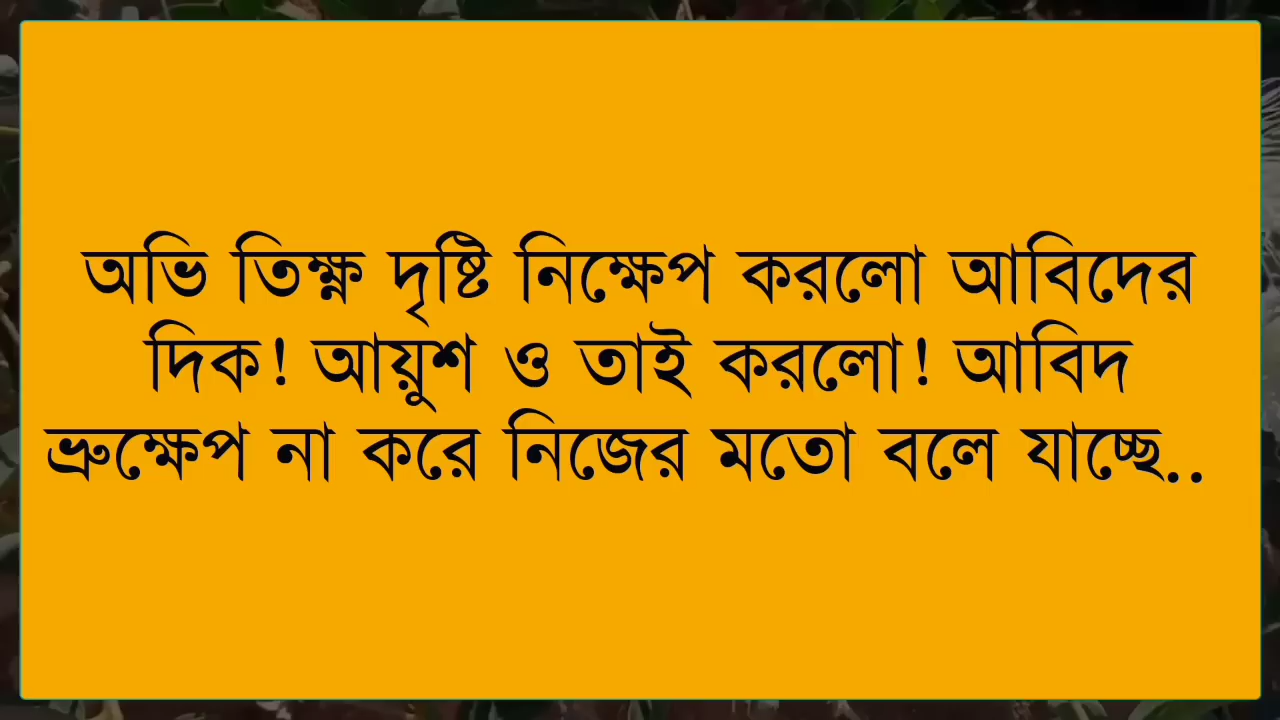 অভি তিক্ষ্ণ দৃষ্টি নিক্ষেপ করলো আবিদের
দিক! আয়ুশ ও তাই করলো! আবিদ
ভ্রুক্ষেপ না করে নিজের মতো বলে যাচ্ছে..